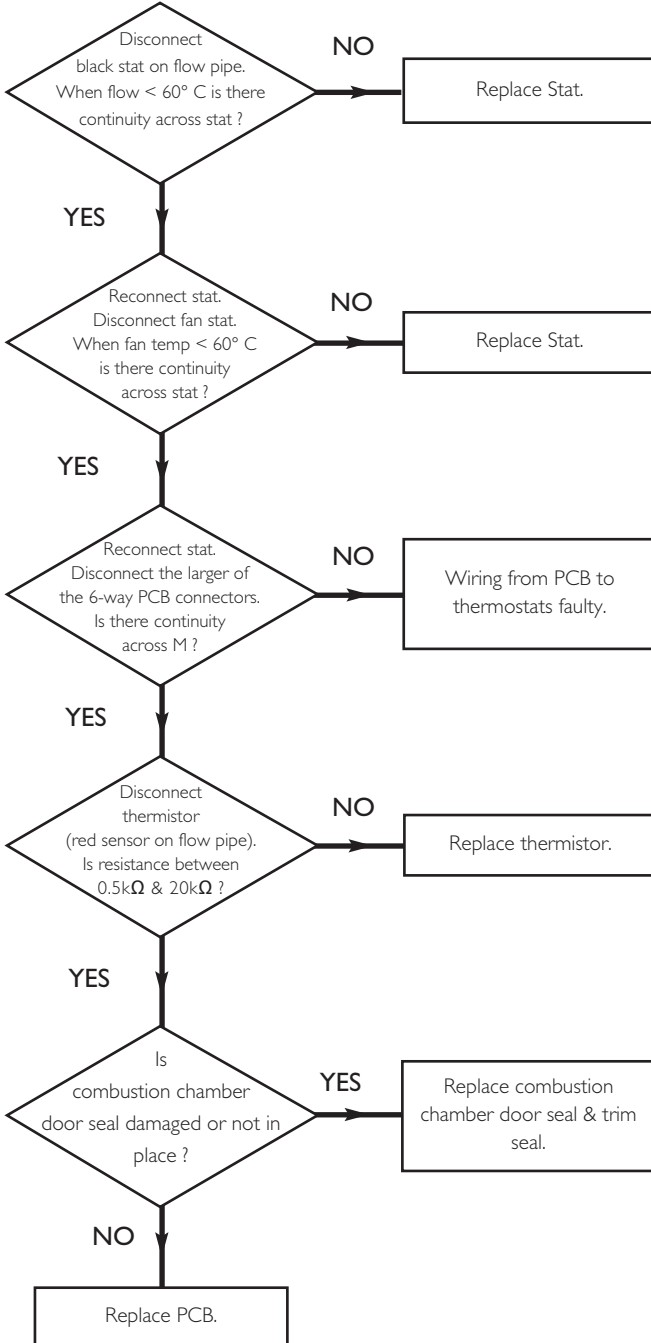 Disconnect
black stat on flow pipe.
When flow < 60° C is there
continuity across stat ?
NO
Replace Stat.
YES
Reconnect stat.
Disconnect fan stat.
When fan temp < 60° C
is there continuity
across stat ?
NO
Replace Stat.
YES
Reconnect stat.
Disconnect the larger of
the 6-way PCB connectors.
Is there continuity
across M ?
NO
Wiring from PCB to
thermostats faulty.
YES
Disconnect
thermistor
(red sensor on flow pipe).
Is resistance between
0.5kΩ & 20kΩ ?
NO
Replace thermistor.
YES
Is
combustion chamber
door seal damaged or not in
place ?
YES
Replace combustion
chamber door seal & trim
seal.
NO
Replace PCB.